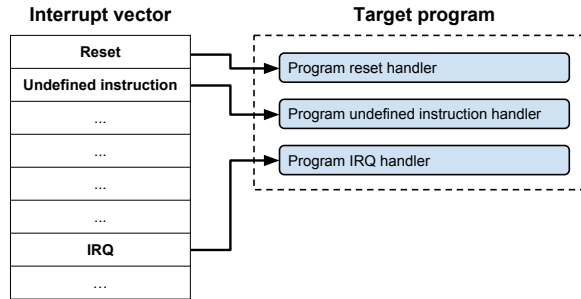 Interrupt vector
Target program
Reset
Undefined instruction
...
...
...
...
IRQ
...
Program reset handler
Program undefined instruction handler
Program IRQ handler